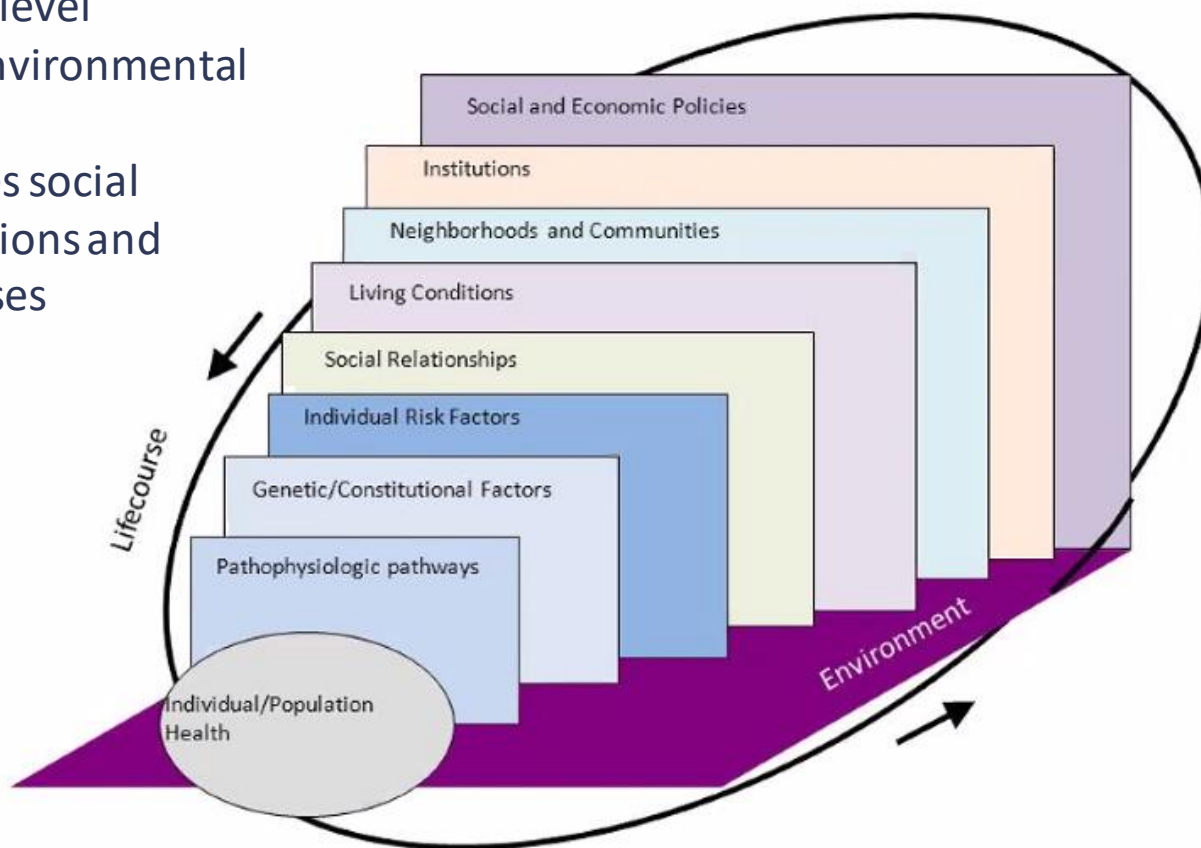 level
nvironmental
s social
ions and
ses
Social and Economic Policies
Institutions
Neighborhoods and Communities
Living Conditions
Social Relationships
Individual Risk Factors
Genetic/Constitutional Factors
Pathophysiologic pathways
Individual/Population
Health
Lifecourse
Environment